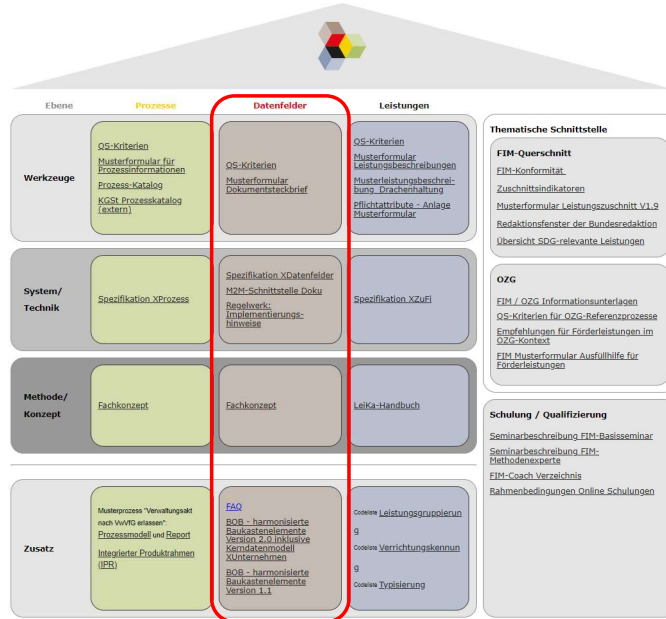 Ebene
Prozesse
Datenfelder
Leistungen
Werkzeuge
QS-Kriterien
Musterformular für
Prozessinformationen
Prozess-Katalog
KGSt Prozesskatalog
(extern)
QS-Kriterien
Musterformular
Dokumentsteckbrief
QS-Kriterien
Musterformular
Leistungsbeschreibungen
Musterleistungsbeschrei-
bung Drachenhaltung
Pflichtattribute - Anlage
Musterformular
System/
Technik
Spezifikation XProzess
Spezifikation XDatenfelder
M2M-Schnittstelle Doku
Regelwerk:
Implementierungs-
hinweise
Spezifikation XZuFi
Methode/
Konzept
Fachkonzept
Fachkonzept
LeiKa-Handbuch
Zusatz
Musterprozess "Verwaltungsakt
nach VwVfG erlassen":
Prozessmodell und Report
Integrierter Produktrahmen
(IPR)
FAQ
BOB - harmonisierte
Baukastenelemente
Version 2.0 inklusive
Kerndatenmodell
XUnternehmen
BOB - harmonisierte
Baukastenelemente
Version 1.1
Codeliste Leistungsgruppierun
g
Codeliste Verrichtungskennun
g
Codeliste Typisierung
Thematische Schnittstelle
FIM-Querschnitt
FIM-Konformität
Zuschnittsindikatoren
Musterformular Leistungszuschnitt V1.9
Redaktionsfenster der Bundesredaktion
Übersicht SDG-relevante Leistungen
OZG
FIM / OZG Informationsunterlagen
QS-Kriterien für OZG-Referenzprozesse
Empfehlungen für Förderleistungen im
OZG-Kontext
FIM Musterformular Ausfüllhilfe für
Förderleistungen
Schulung / Qualifizierung
Seminarbeschreibung FIM-Basisseminar
Seminarbeschreibung FIM-
Methodenexperte
FIM-Coach Verzeichnis
Rahmenbedingungen Online Schulungen